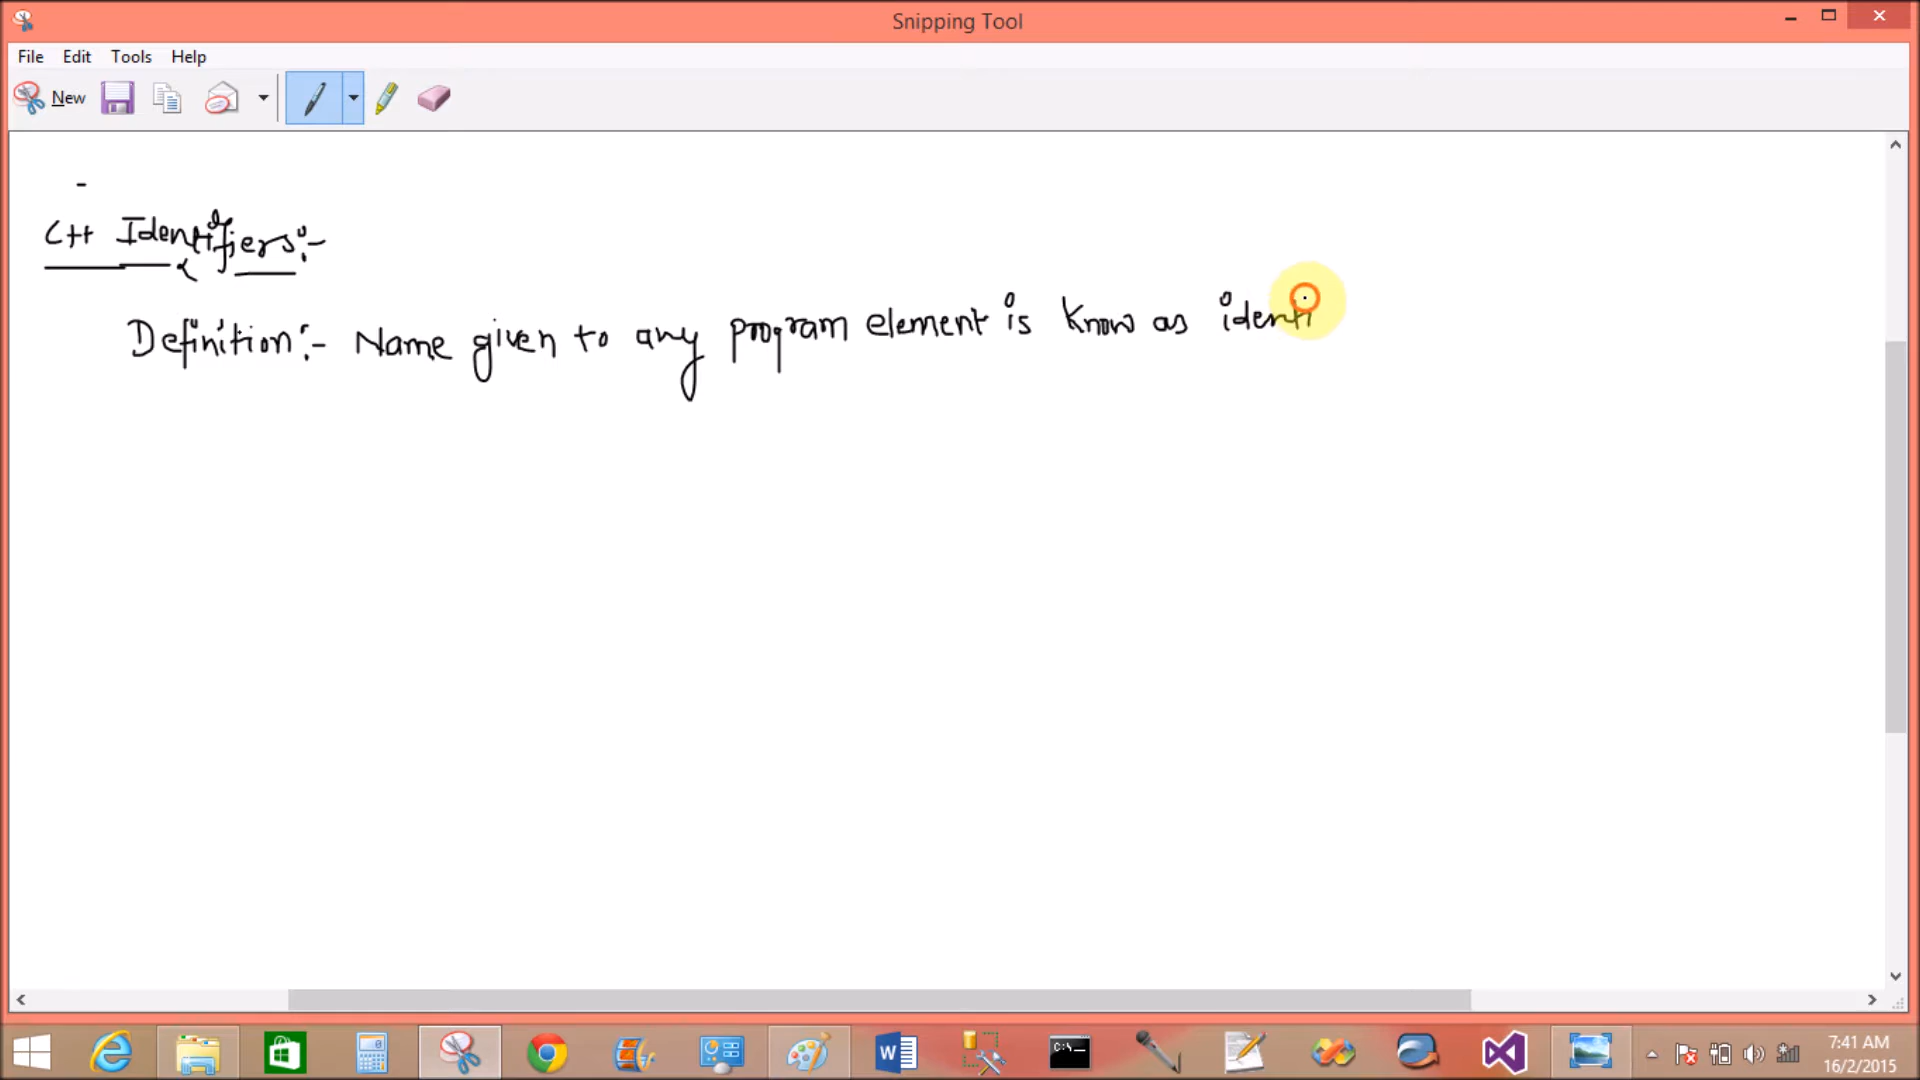 Snipping Tool
File Edit Tools Help
New
C++ Identifiers:-
Definition:- Name given to any program element is know as identi
W
C:\
7:41 AM
16/2/2015